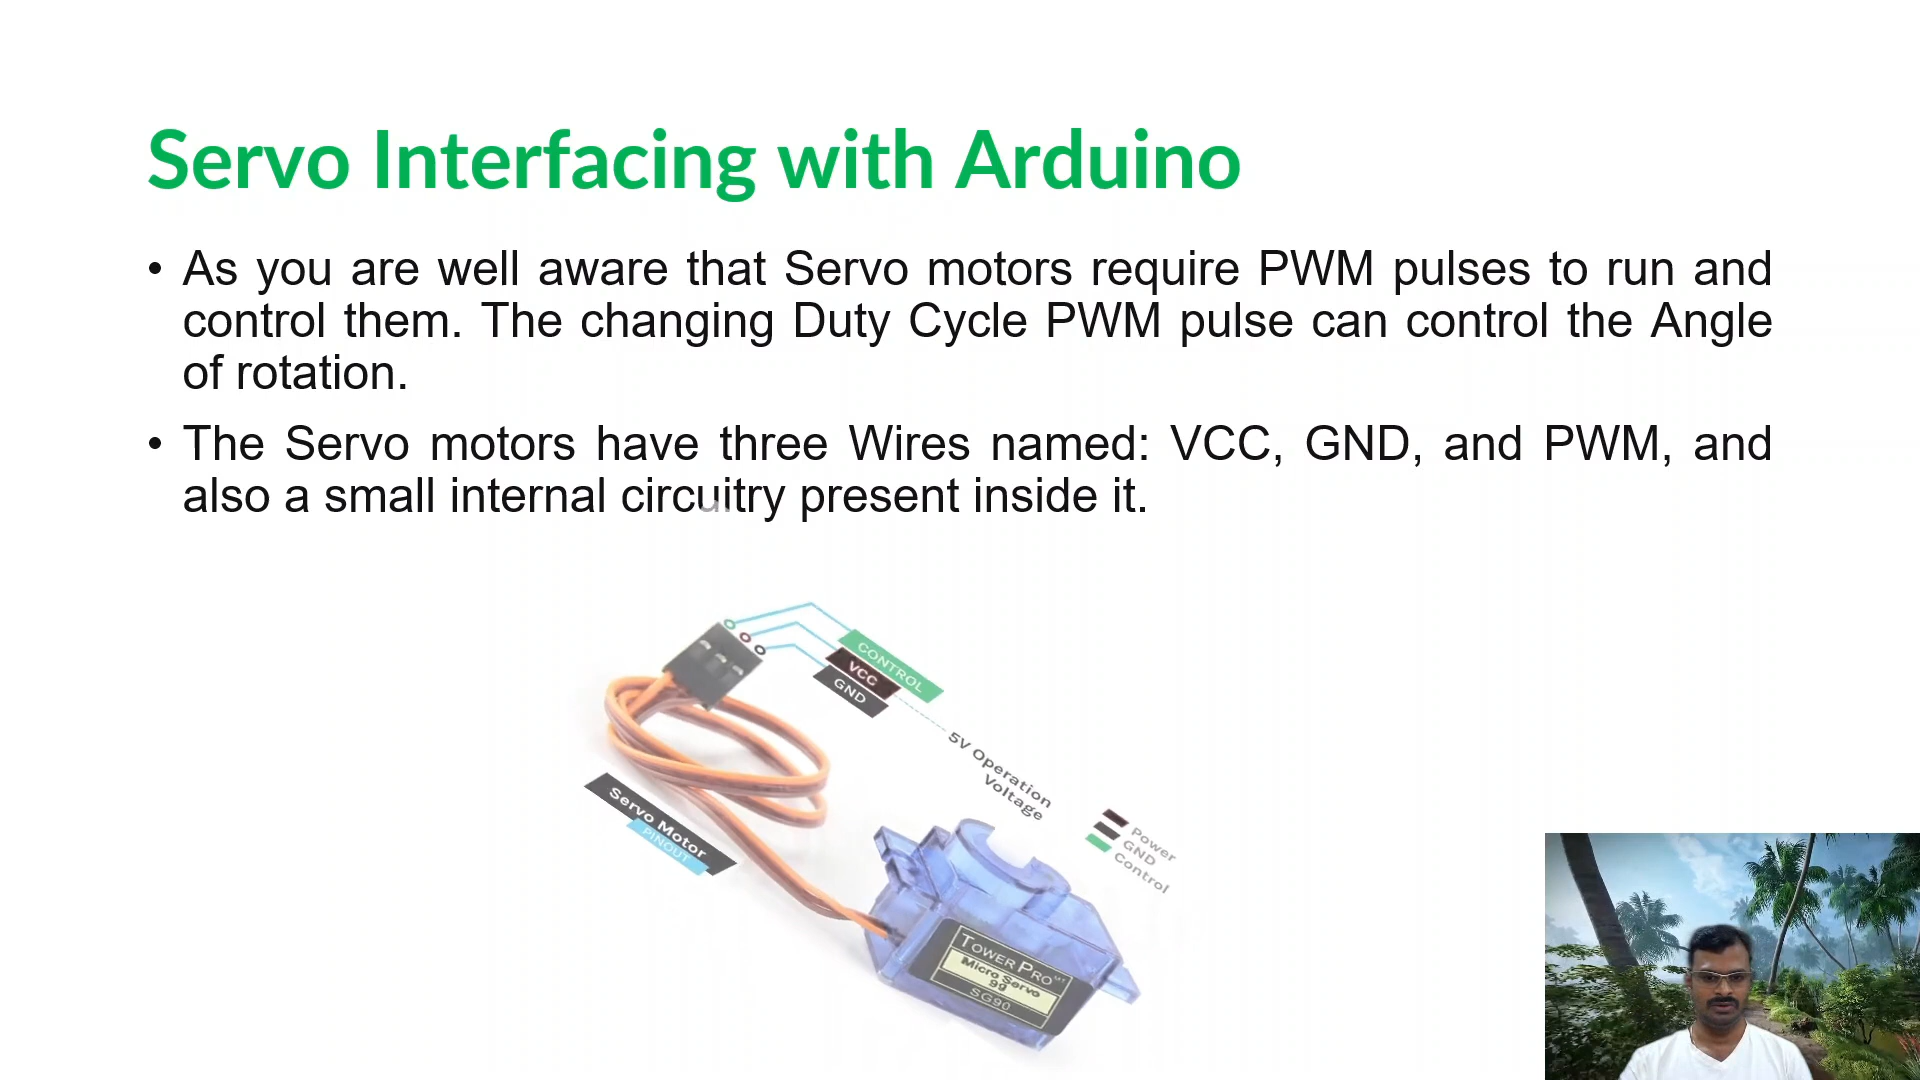 Servo Interfacing with Arduino
• As you are well aware that Servo motors require PWM pulses to run and
control them. The changing Duty Cycle PWM pulse can control the Angle
of rotation.
• The Servo motors have three Wires named: VCC, GND, and PWM, and
also a small internal circuitry present inside it.
CONTROL
VCC
GND
5V Operation
Voltage
Servo Motor
PINOUT
Power
GND
Control
TOWER PRO
Micro Servo
9g
SG90